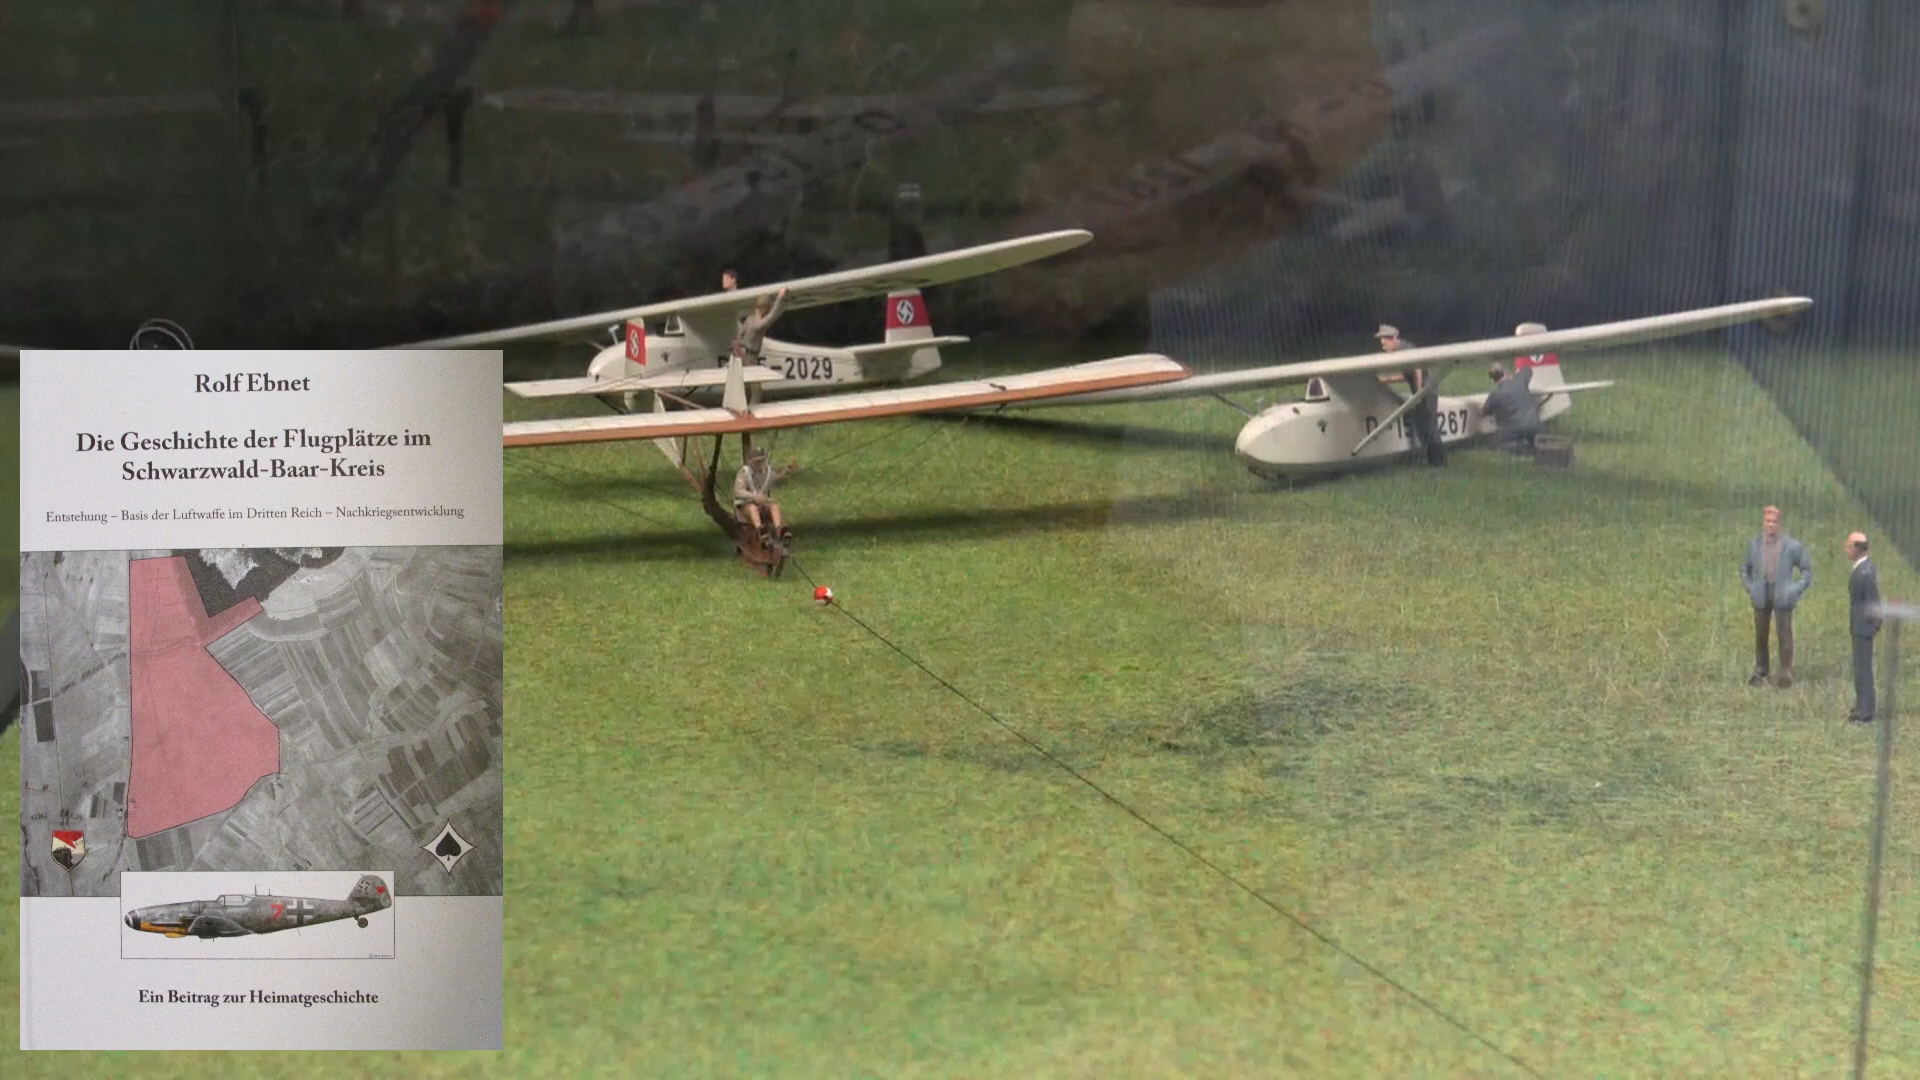 Rolf Ebnet
Die Geschichte der Flugplätze im
Schwarzwald-Baar-Kreis
Entstehung – Basis der Luftwaffe im Dritten Reich – Nachkriegsentwicklung
7
Ein Beitrag zur Heimatgeschichte
-2029
267